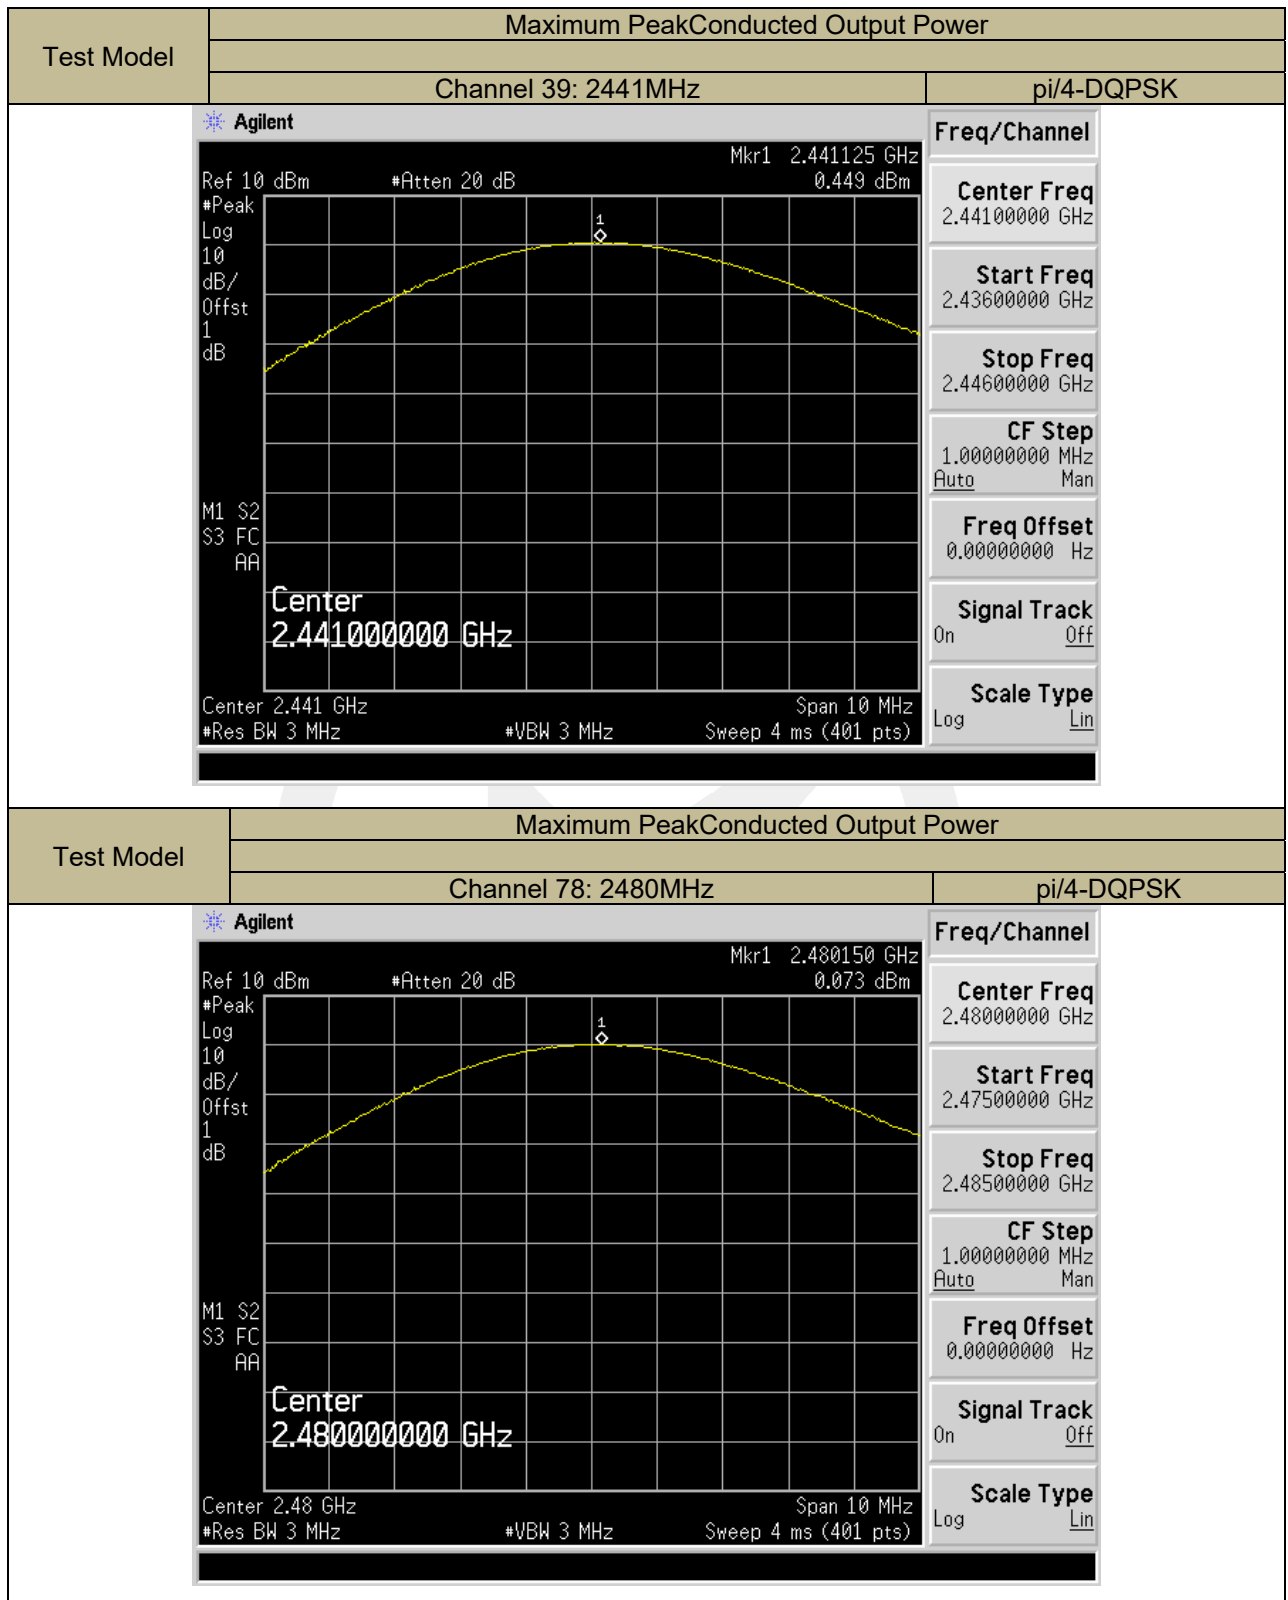 Test Model
Maximum PeakConducted Output Power
Channel 39: 2441MHz pi/4-DQPSK
Agilent
Freq/Channel
Mkr1 2.441125 GHz
Ref 10 dBm #Atten 20 dB 0.449 dBm
#Peak
Log
10
dB/
Offst
1
dB
1
M1 S2
S3 FC
AA
Center
2.441000000 GHz
Center 2.441 GHz Span 10 MHz
#Res BW 3 MHz #VBW 3 MHz Sweep 4 ms (401 pts)
Center Freq
2.44100000 GHz
Start Freq
2.43600000 GHz
Stop Freq
2.44600000 GHz
CF Step
1.00000000 MHz
Auto Man
Freq Offset
0.00000000 Hz
Signal Track
On Off
Scale Type
Log Lin
Test Model
Maximum PeakConducted Output Power
Channel 78: 2480MHz pi/4-DQPSK
Agilent
Freq/Channel
Mkr1 2.480150 GHz
Ref 10 dBm #Atten 20 dB 0.073 dBm
#Peak
Log
10
dB/
Offst
1
dB
1
M1 S2
S3 FC
AA
Center
2.480000000 GHz
Center 2.48 GHz Span 10 MHz
#Res BW 3 MHz #VBW 3 MHz Sweep 4 ms (401 pts)
Center Freq
2.48000000 GHz
Start Freq
2.47500000 GHz
Stop Freq
2.48500000 GHz
CF Step
1.00000000 MHz
Auto Man
Freq Offset
0.00000000 Hz
Signal Track
On Off
Scale Type
Log Lin